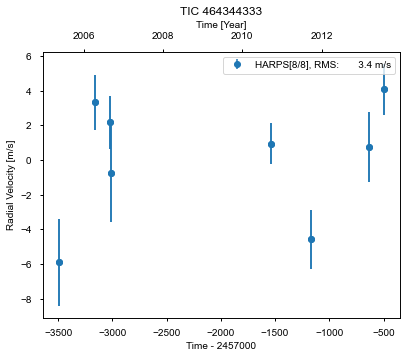 TIC 464344333
Time [Year]
2006 2008 2010 2012
HARPS[8/8], RMS: 3.4 m/s
Radial Velocity [m/s]
6
4
2
0
−2
−4
−6
−8
−3500 −3000 −2500 −2000 −1500 −1000 −500
Time - 2457000